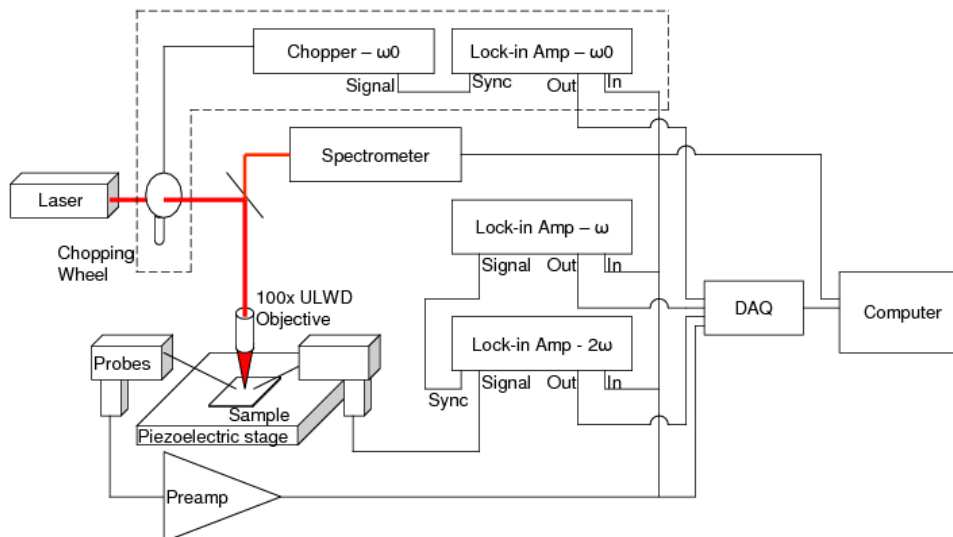 Chopper – ω0
Lock-in Amp – ω0
Signal
Sync
Out
In
Spectrometer
Laser
Chopping
Wheel
Lock-in Amp – ω
Signal
Out
In
100x ULWD
Objective
DAQ
Computer
Lock-in Amp - 2ω
Probes
Signal
Out
In
Sync
Sample
Piezoelectric stage
Preamp